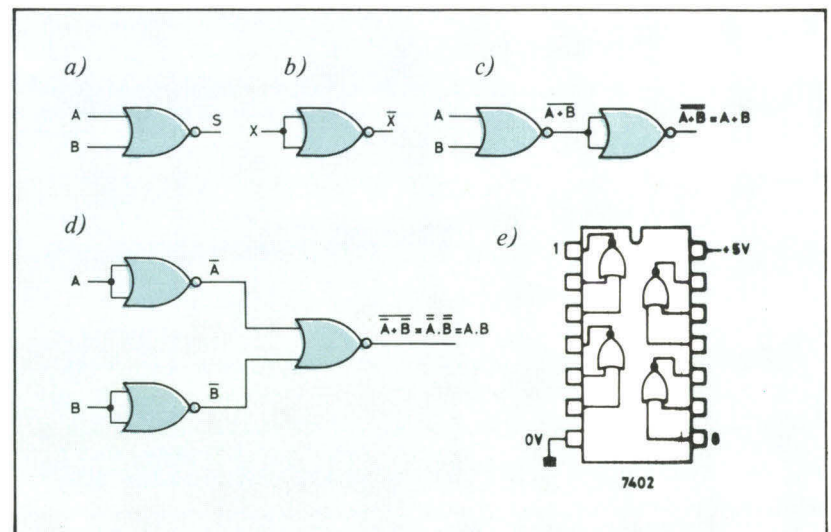 a)
A
B
S
b)
X
X̅
c)
A
B
A̅+̅B̅
A̿+̿B̿ = A+B
d)
A
A̅
B
B̅
A̅̅+̅B̅̅ = A̿.B̿ = A.B
e)
1
+5V
0V
8
7402